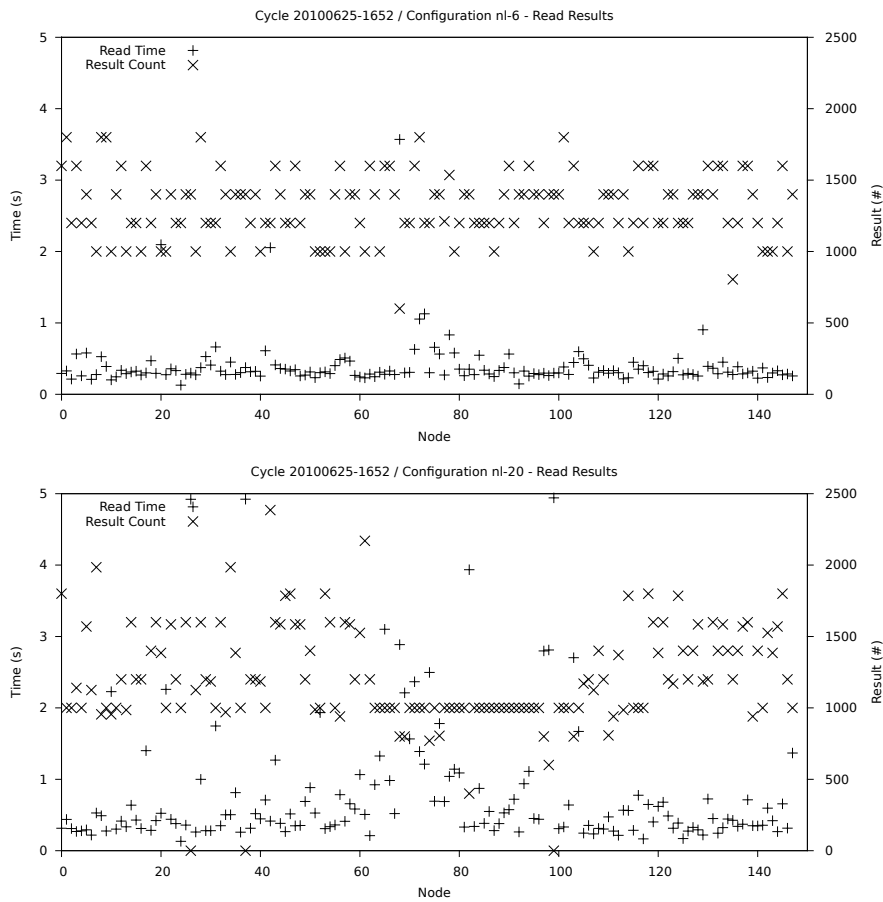 Cycle 20100625-1652 / Configuration nl-6 - Read Results
5 2500
Read Time
Result Count
4 2000
3 1500
2 1000
1 500
0 0
0 20 40 60 80 100 120 140
Time (s)
Result (#)
Node
Cycle 20100625-1652 / Configuration nl-20 - Read Results
5 2500
Read Time
Result Count
4 2000
3 1500
2 1000
1 500
0 0
0 20 40 60 80 100 120 140
Time (s)
Result (#)
Node